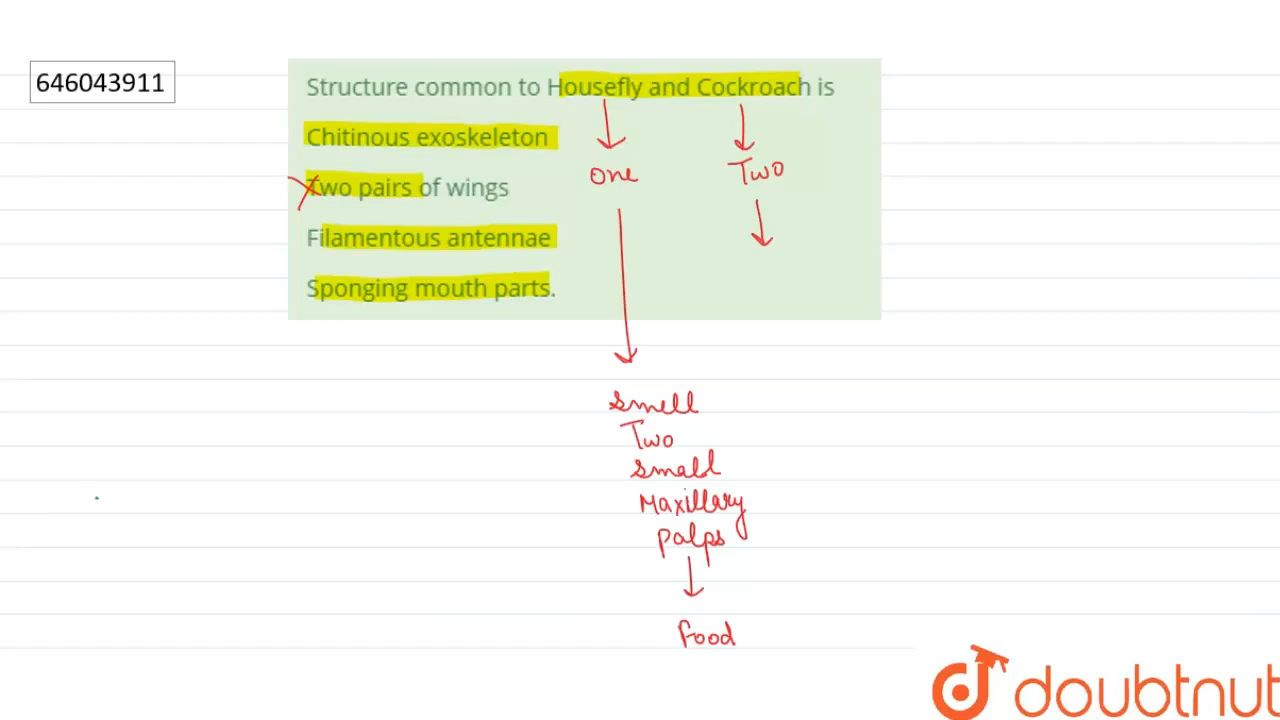 646043911
Structure common to Housefly and Cockroach is
Chitinous exoskeleton
Two pairs of wings
Filamentous antennae
Sponging mouth parts.
One
Two
Smell
Two
Small
Maxillary
Palps
Food
doubtnut